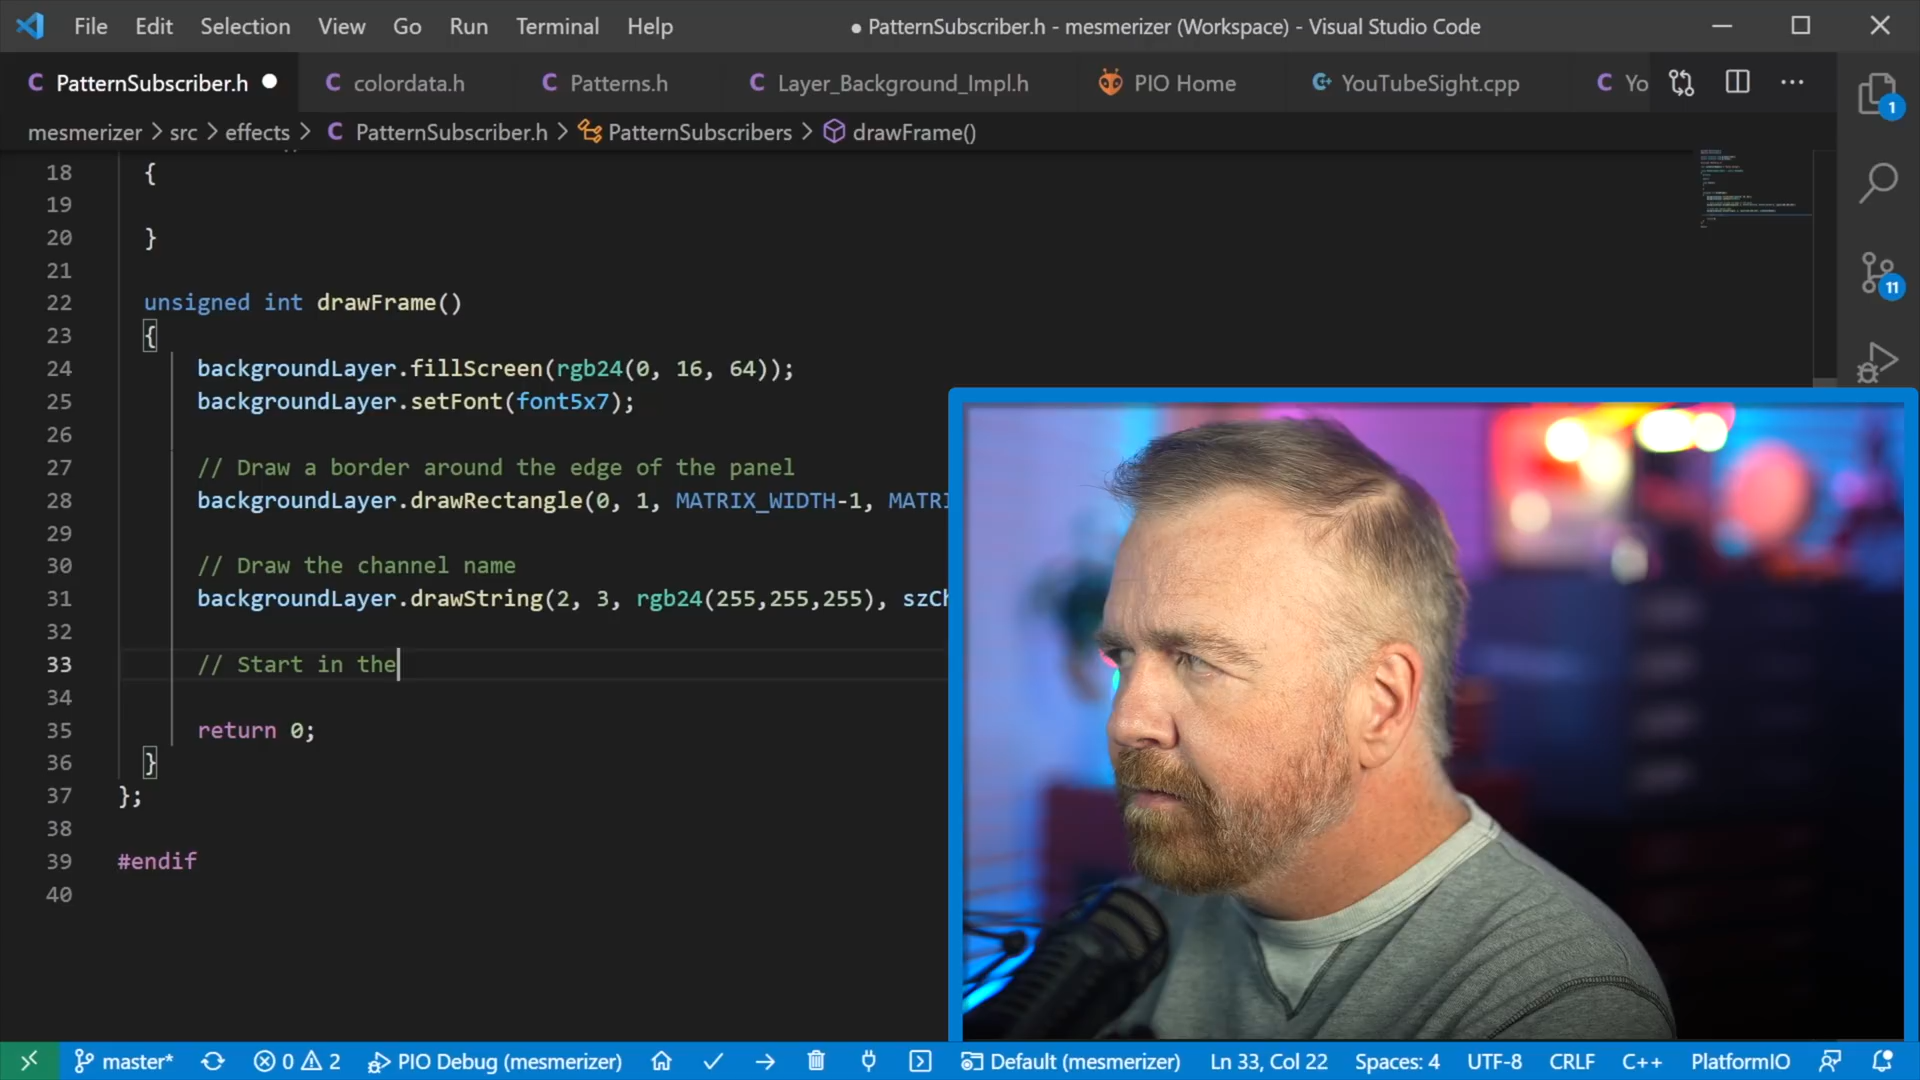 File Edit Selection View Go Run Terminal Help ● PatternSubscriber.h - mesmerizer (Workspace) - Visual Studio Code
PatternSubscriber.h colordata.h Patterns.h Layer_Background_Impl.h PIO Home YouTubeSight.cpp Yo
mesmerizer > src > effects > PatternSubscriber.h > PatternSubscribers > drawFrame()
1
11
18 {
19
20 }
21
22 unsigned int drawFrame()
23 {
24 backgroundLayer.fillScreen(rgb24(0, 16, 64));
25 backgroundLayer.setFont(font5x7);
26
27 // Draw a border around the edge of the panel
28 backgroundLayer.drawRectangle(0, 1, MATRIX_WIDTH-1, MATRI
29
30 // Draw the channel name
31 backgroundLayer.drawString(2, 3, rgb24(255,255,255), szCh
32
33 // Start in the
34
35 return 0;
36 }
37 };
38
39 #endif
40
master* 0 2 PIO Debug (mesmerizer) Default (mesmerizer) Ln 33, Col 22 Spaces: 4 UTF-8 CRLF C++ PlatformIO